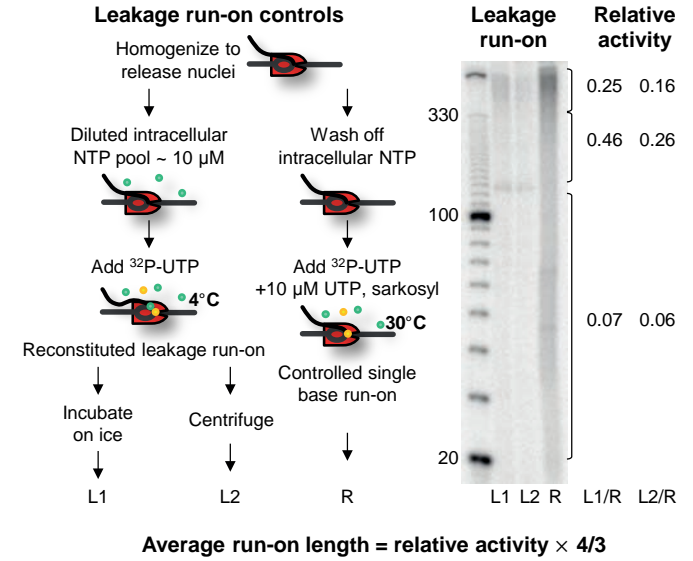 Leakage run-on controls
Homogenize to
release nuclei
Diluted intracellular
NTP pool ~ 10 µM
Wash off
intracellular NTP
Add ³²P-UTP
4°C
Reconstituted leakage run-on
Add ³²P-UTP
+10 µM UTP, sarkosyl
30°C
Controlled single
base run-on
Incubate
on ice
Centrifuge
L1
L2
R
Leakage
run-on
Relative
activity
330
100
20
0.25 0.16
0.46 0.26
0.07 0.06
L1 L2 R
L1/R L2/R
Average run-on length = relative activity × 4/3